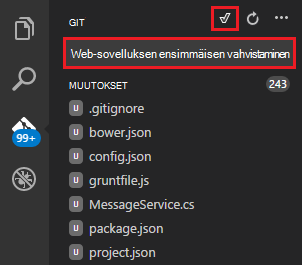 GIT
Web-sovelluksen ensimmäisen vahvistaminen
MUUTOKSET 243
U .gitignore
U bower.json
99+
U config.json
U gruntfile.js
U MessageService.cs
U package.json
U project.json